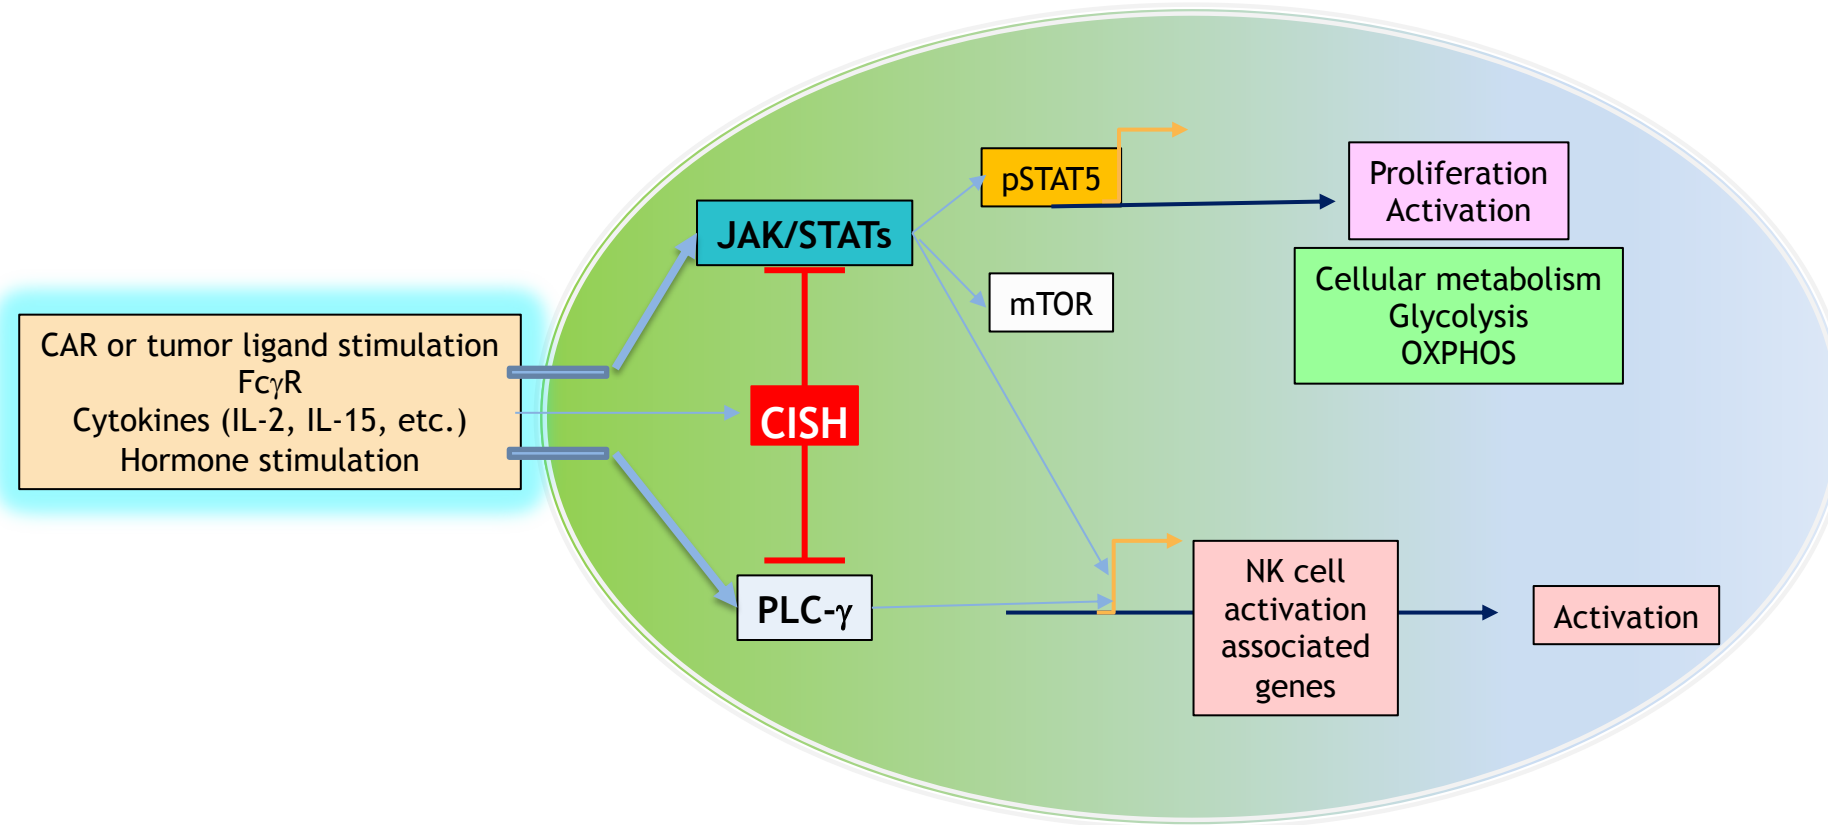 CAR or tumor ligand stimulation
FcγR
Cytokines (IL-2, IL-15, etc.)
Hormone stimulation
JAK/STATs
CISH
PLC-γ
pSTAT5
mTOR
Proliferation
Activation
Cellular metabolism
Glycolysis
OXPHOS
NK cell
activation
associated
genes
Activation